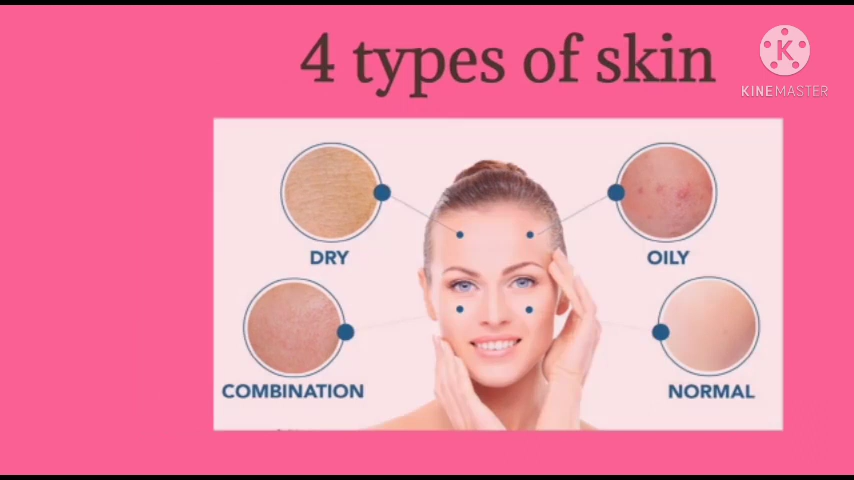 4 types of skin
K
KINEMASTER
DRY
OILY
COMBINATION
NORMAL